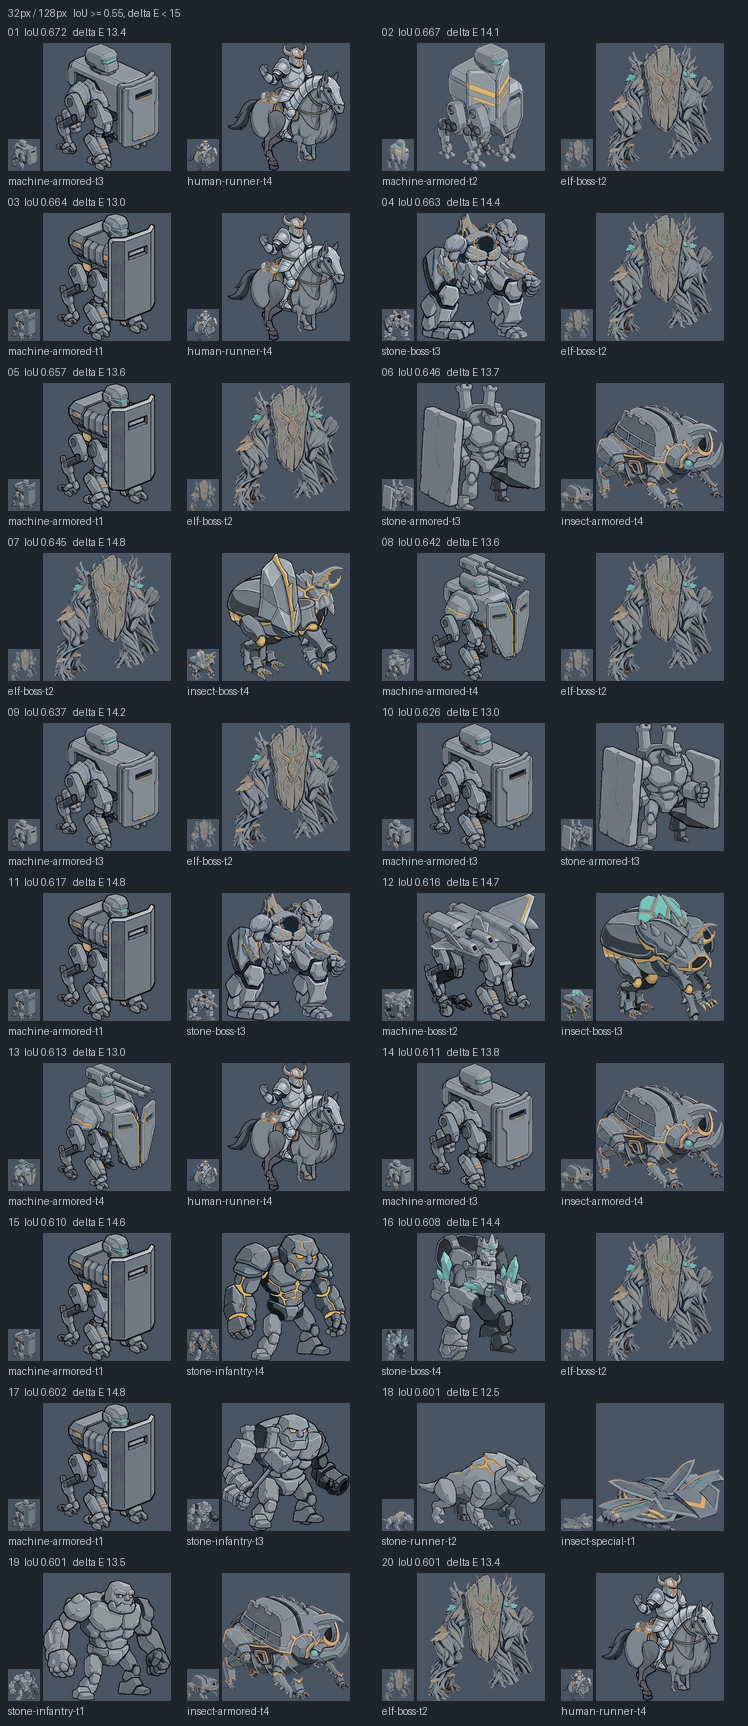 32px / 128px IoU >= 0.55, delta E < 15
01 IoU 0.672 delta E 13.4
02 IoU 0.667 delta E 14.1
machine-armored-t3
human-runner-t4
machine-armored-t2
elf-boss-t2
03 IoU 0.664 delta E 13.0
04 IoU 0.663 delta E 14.4
machine-armored-t1
human-runner-t4
stone-boss-t3
elf-boss-t2
05 IoU 0.657 delta E 13.6
06 IoU 0.646 delta E 13.7
machine-armored-t1
elf-boss-t2
stone-armored-t3
insect-armored-t4
07 IoU 0.645 delta E 14.8
08 IoU 0.642 delta E 13.6
elf-boss-t2
insect-boss-t4
machine-armored-t4
elf-boss-t2
09 IoU 0.637 delta E 14.2
10 IoU 0.626 delta E 13.0
machine-armored-t3
elf-boss-t2
machine-armored-t3
stone-armored-t3
11 IoU 0.617 delta E 14.8
12 IoU 0.616 delta E 14.7
machine-armored-t1
stone-boss-t3
machine-boss-t2
insect-boss-t3
13 IoU 0.613 delta E 13.0
14 IoU 0.611 delta E 13.8
machine-armored-t4
human-runner-t4
machine-armored-t3
insect-armored-t4
15 IoU 0.610 delta E 14.6
16 IoU 0.608 delta E 14.4
machine-armored-t1
stone-infantry-t4
stone-boss-t4
elf-boss-t2
17 IoU 0.602 delta E 14.8
18 IoU 0.601 delta E 12.5
machine-armored-t1
stone-infantry-t3
stone-runner-t2
insect-special-t1
19 IoU 0.601 delta E 13.5
20 IoU 0.601 delta E 13.4
stone-infantry-t1
insect-armored-t4
elf-boss-t2
human-runner-t4